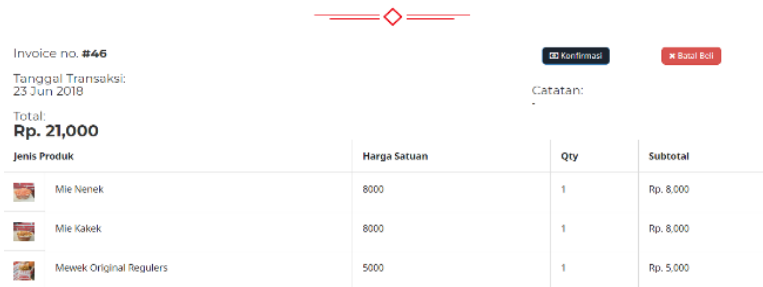 Invoice no. #46
Konfirmasi
Batal Beli
Tanggal Transaksi:
23 Jun 2018
Catatan:
-
Total:
Rp. 21,000
Jenis Produk Harga Satuan Qty Subtotal
Mie Nenek 8000 1 Rp. 8,000
Mie Kakek 8000 1 Rp. 8,000
Mewek Original Regulers 5000 1 Rp. 5,000